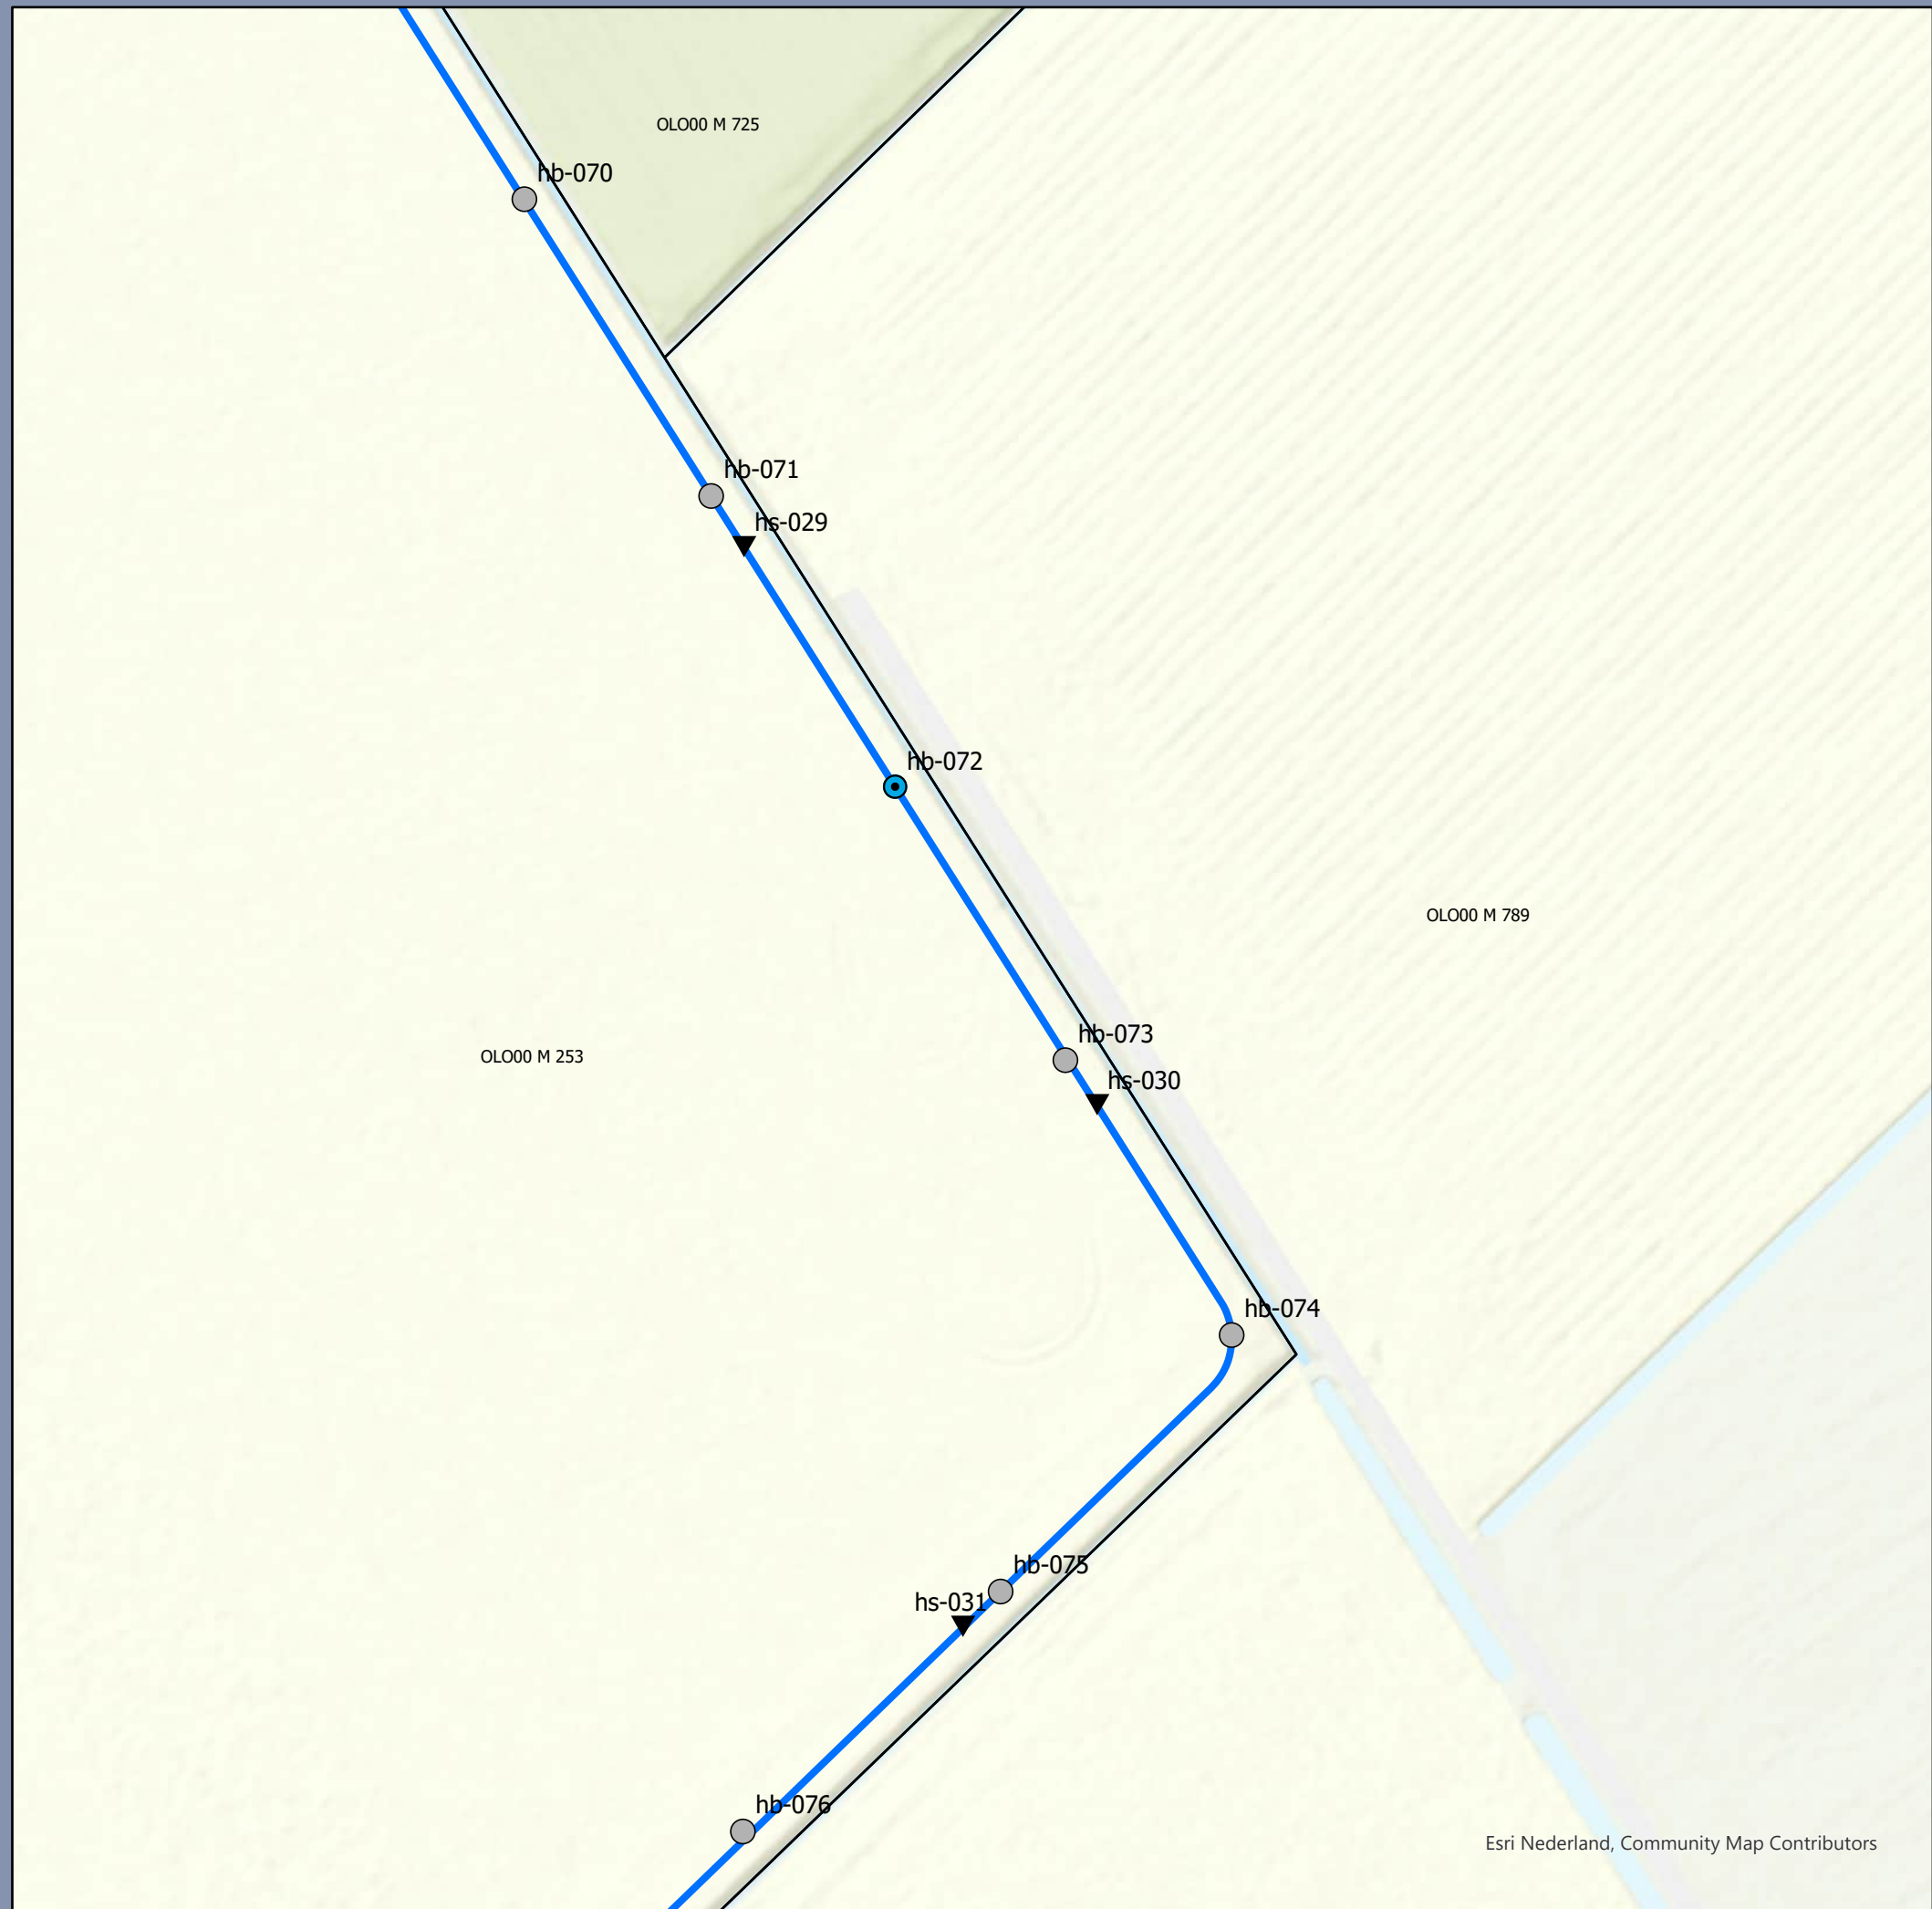 OLO00 M 725
hb-070
hb-071
hs-029
hb-072
OLO00 M 789
hb-073
OLO00 M 253
hs-030
hb-074
hb-075
hs-031
hb-076
Esri Nederland, Community Map Contributors